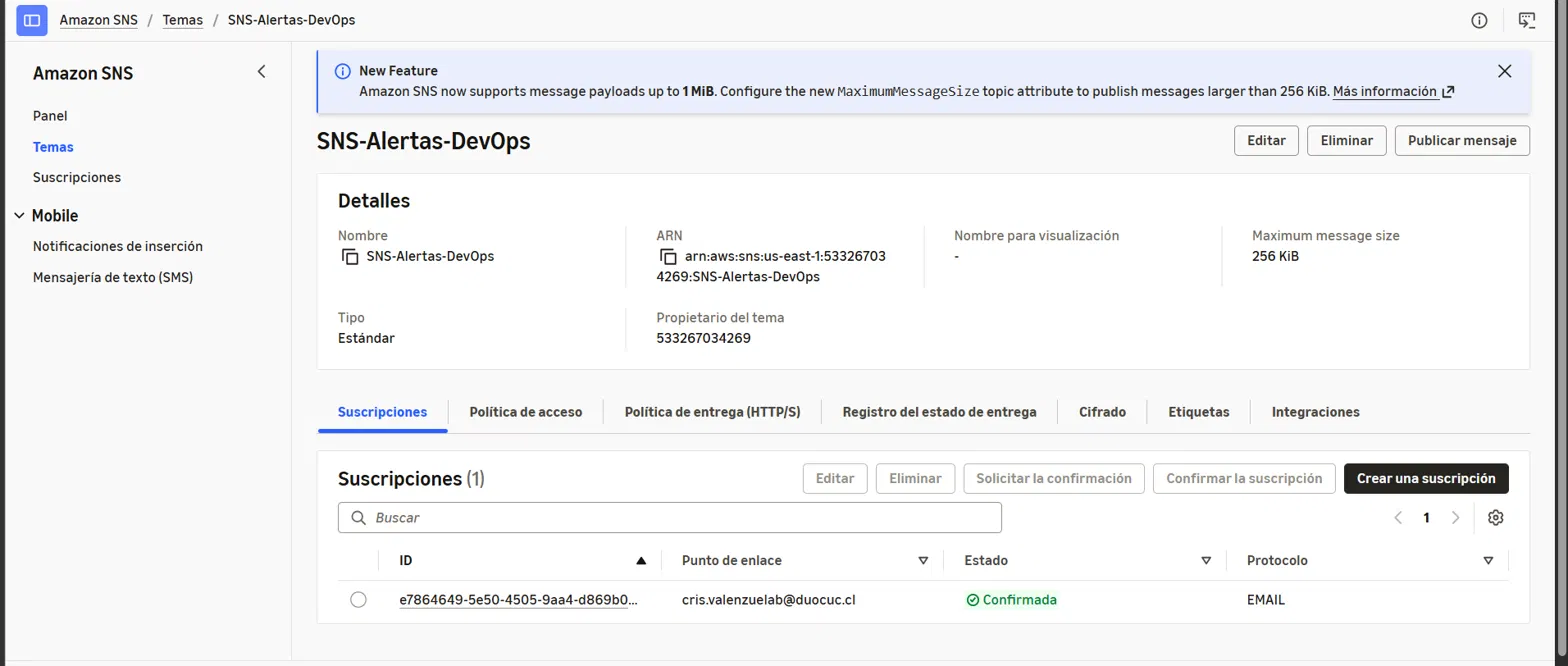 Amazon SNS / Temas / SNS-Alertas-DevOps
Amazon SNS
Panel
Temas
Suscripciones
Mobile
Notificaciones de inserción
Mensajería de texto (SMS)
New Feature
Amazon SNS now supports message payloads up to 1 MiB. Configure the new MaximumMessageSize topic attribute to publish messages larger than 256 KiB. Más información
SNS-Alertas-DevOps
Editar
Eliminar
Publicar mensaje
Detalles
Nombre
SNS-Alertas-DevOps
ARN
arn:aws:sns:us-east-1:53326703
4269:SNS-Alertas-DevOps
Nombre para visualización
-
Maximum message size
256 KiB
Tipo
Estándar
Propietario del tema
533267034269
Suscripciones
Política de acceso
Política de entrega (HTTP/S)
Registro del estado de entrega
Cifrado
Etiquetas
Integraciones
Suscripciones (1)
Editar
Eliminar
Solicitar la confirmación
Confirmar la suscripción
Crear una suscripción
Buscar
1
ID
Punto de enlace
Estado
Protocolo
e7864649-5e50-4505-9aa4-d869b0...
cris.valenzuelab@duocuc.cl
Confirmada
EMAIL